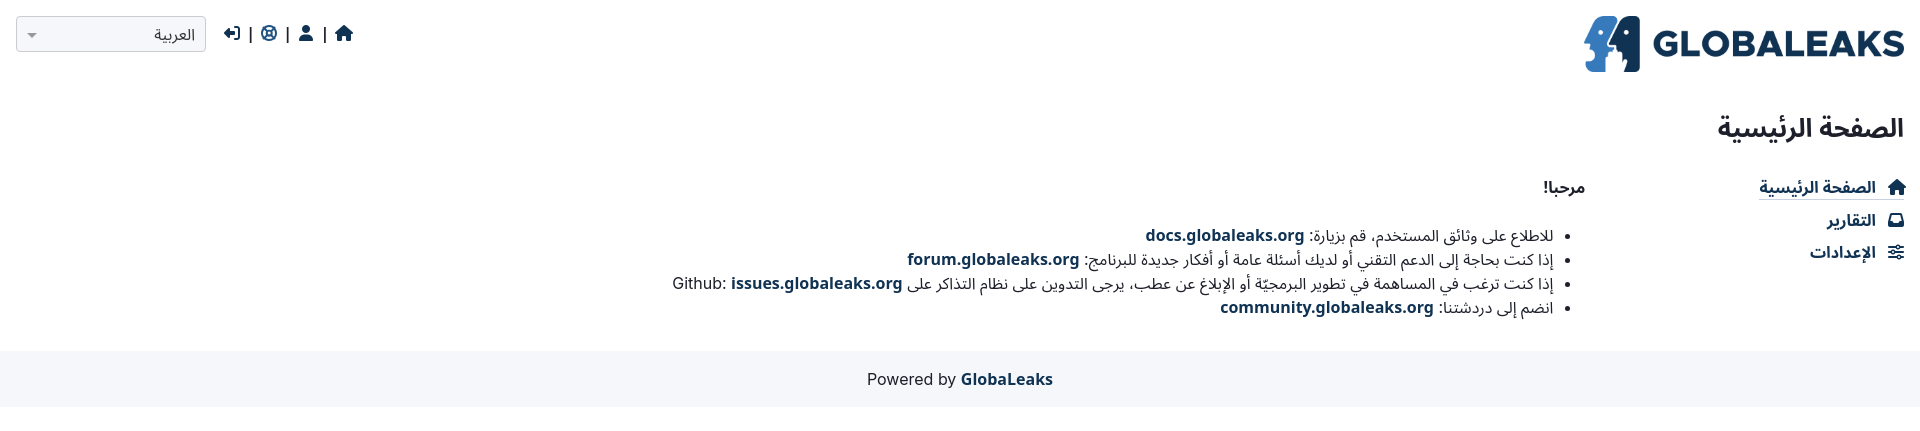 GLOBALEAKS
| | |
العربية
الصفحة الرئيسية
الصفحة الرئيسية
التقارير
الإعدادات
مرحبا!
للاطلاع على وثائق المستخدم، قم بزيارة: docs.globaleaks.org
إذا كنت بحاجة إلى الدعم التقني أو لديك أسئلة عامة أو أفكار جديدة للبرنامج: forum.globaleaks.org
إذا كنت ترغب في المساهمة في تطوير البرمجيّة أو الإبلاغ عن عطب، يرجى التدوين على نظام التذاكر على Github: issues.globaleaks.org
انضم إلى دردشتنا: community.globaleaks.org
Powered by GlobaLeaks